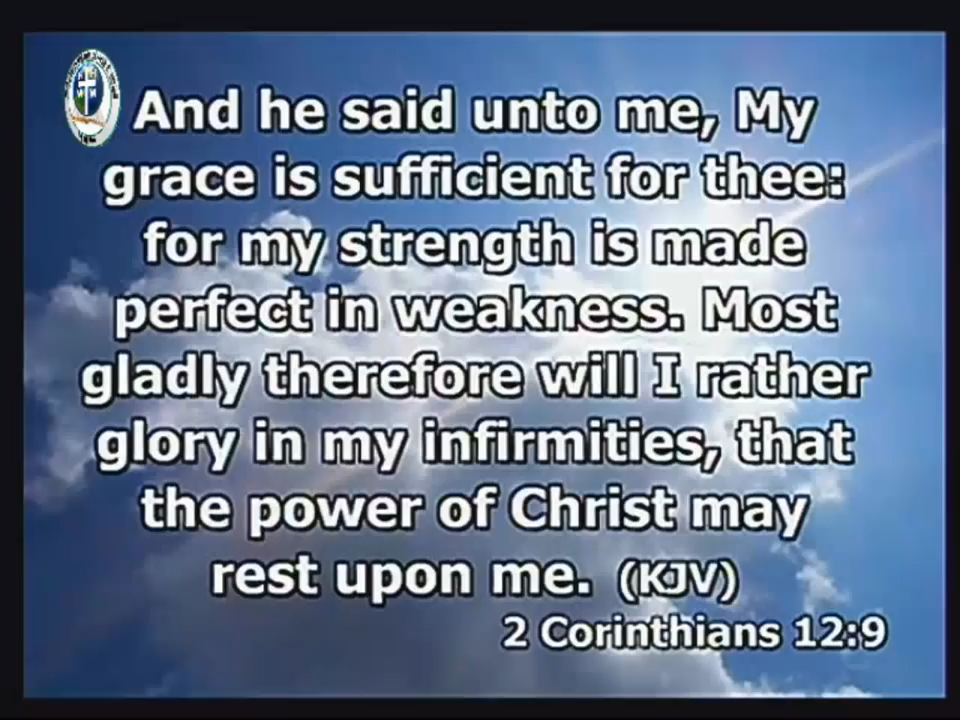 And he said unto me, My
grace is sufficient for thee:
for my strength is made
perfect in weakness. Most
gladly therefore will I rather
glory in my infirmities, that
the power of Christ may
rest upon me. (KJV)
2 Corinthians 12:9